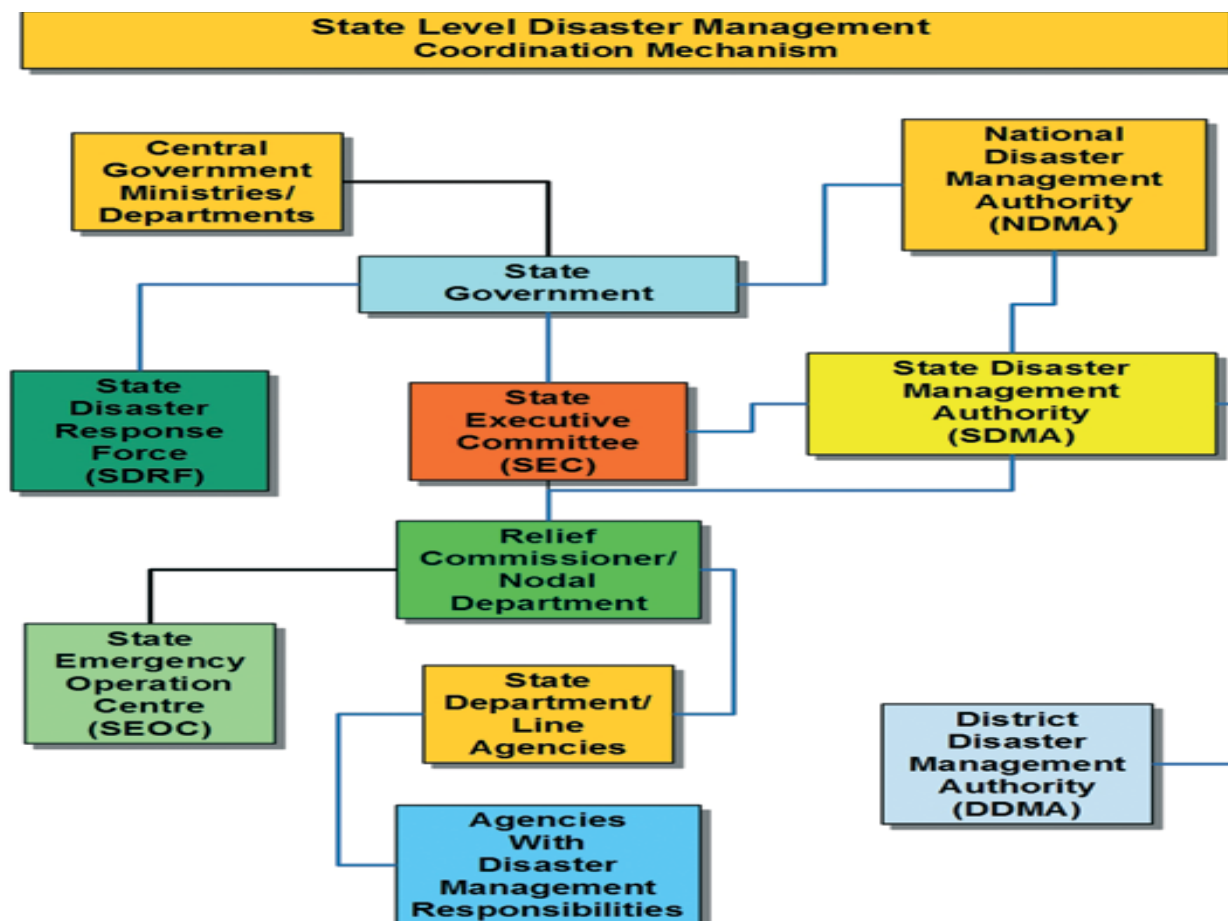 State Level Disaster Management
Coordination Mechanism
Central
Government
Ministries/
Departments
National
Disaster
Management
Authority
(NDMA)
State
Government
State
Disaster
Response
Force
(SDRF)
State
Executive
Committee
(SEC)
State Disaster
Management
Authority
(SDMA)
Relief
Commissioner/
Nodal
Department
State
Emergency
Operation
Centre
(SEOC)
State
Department/
Line
Agencies
District
Disaster
Management
Authority
(DDMA)
Agencies
With
Disaster
Management
Responsibilities